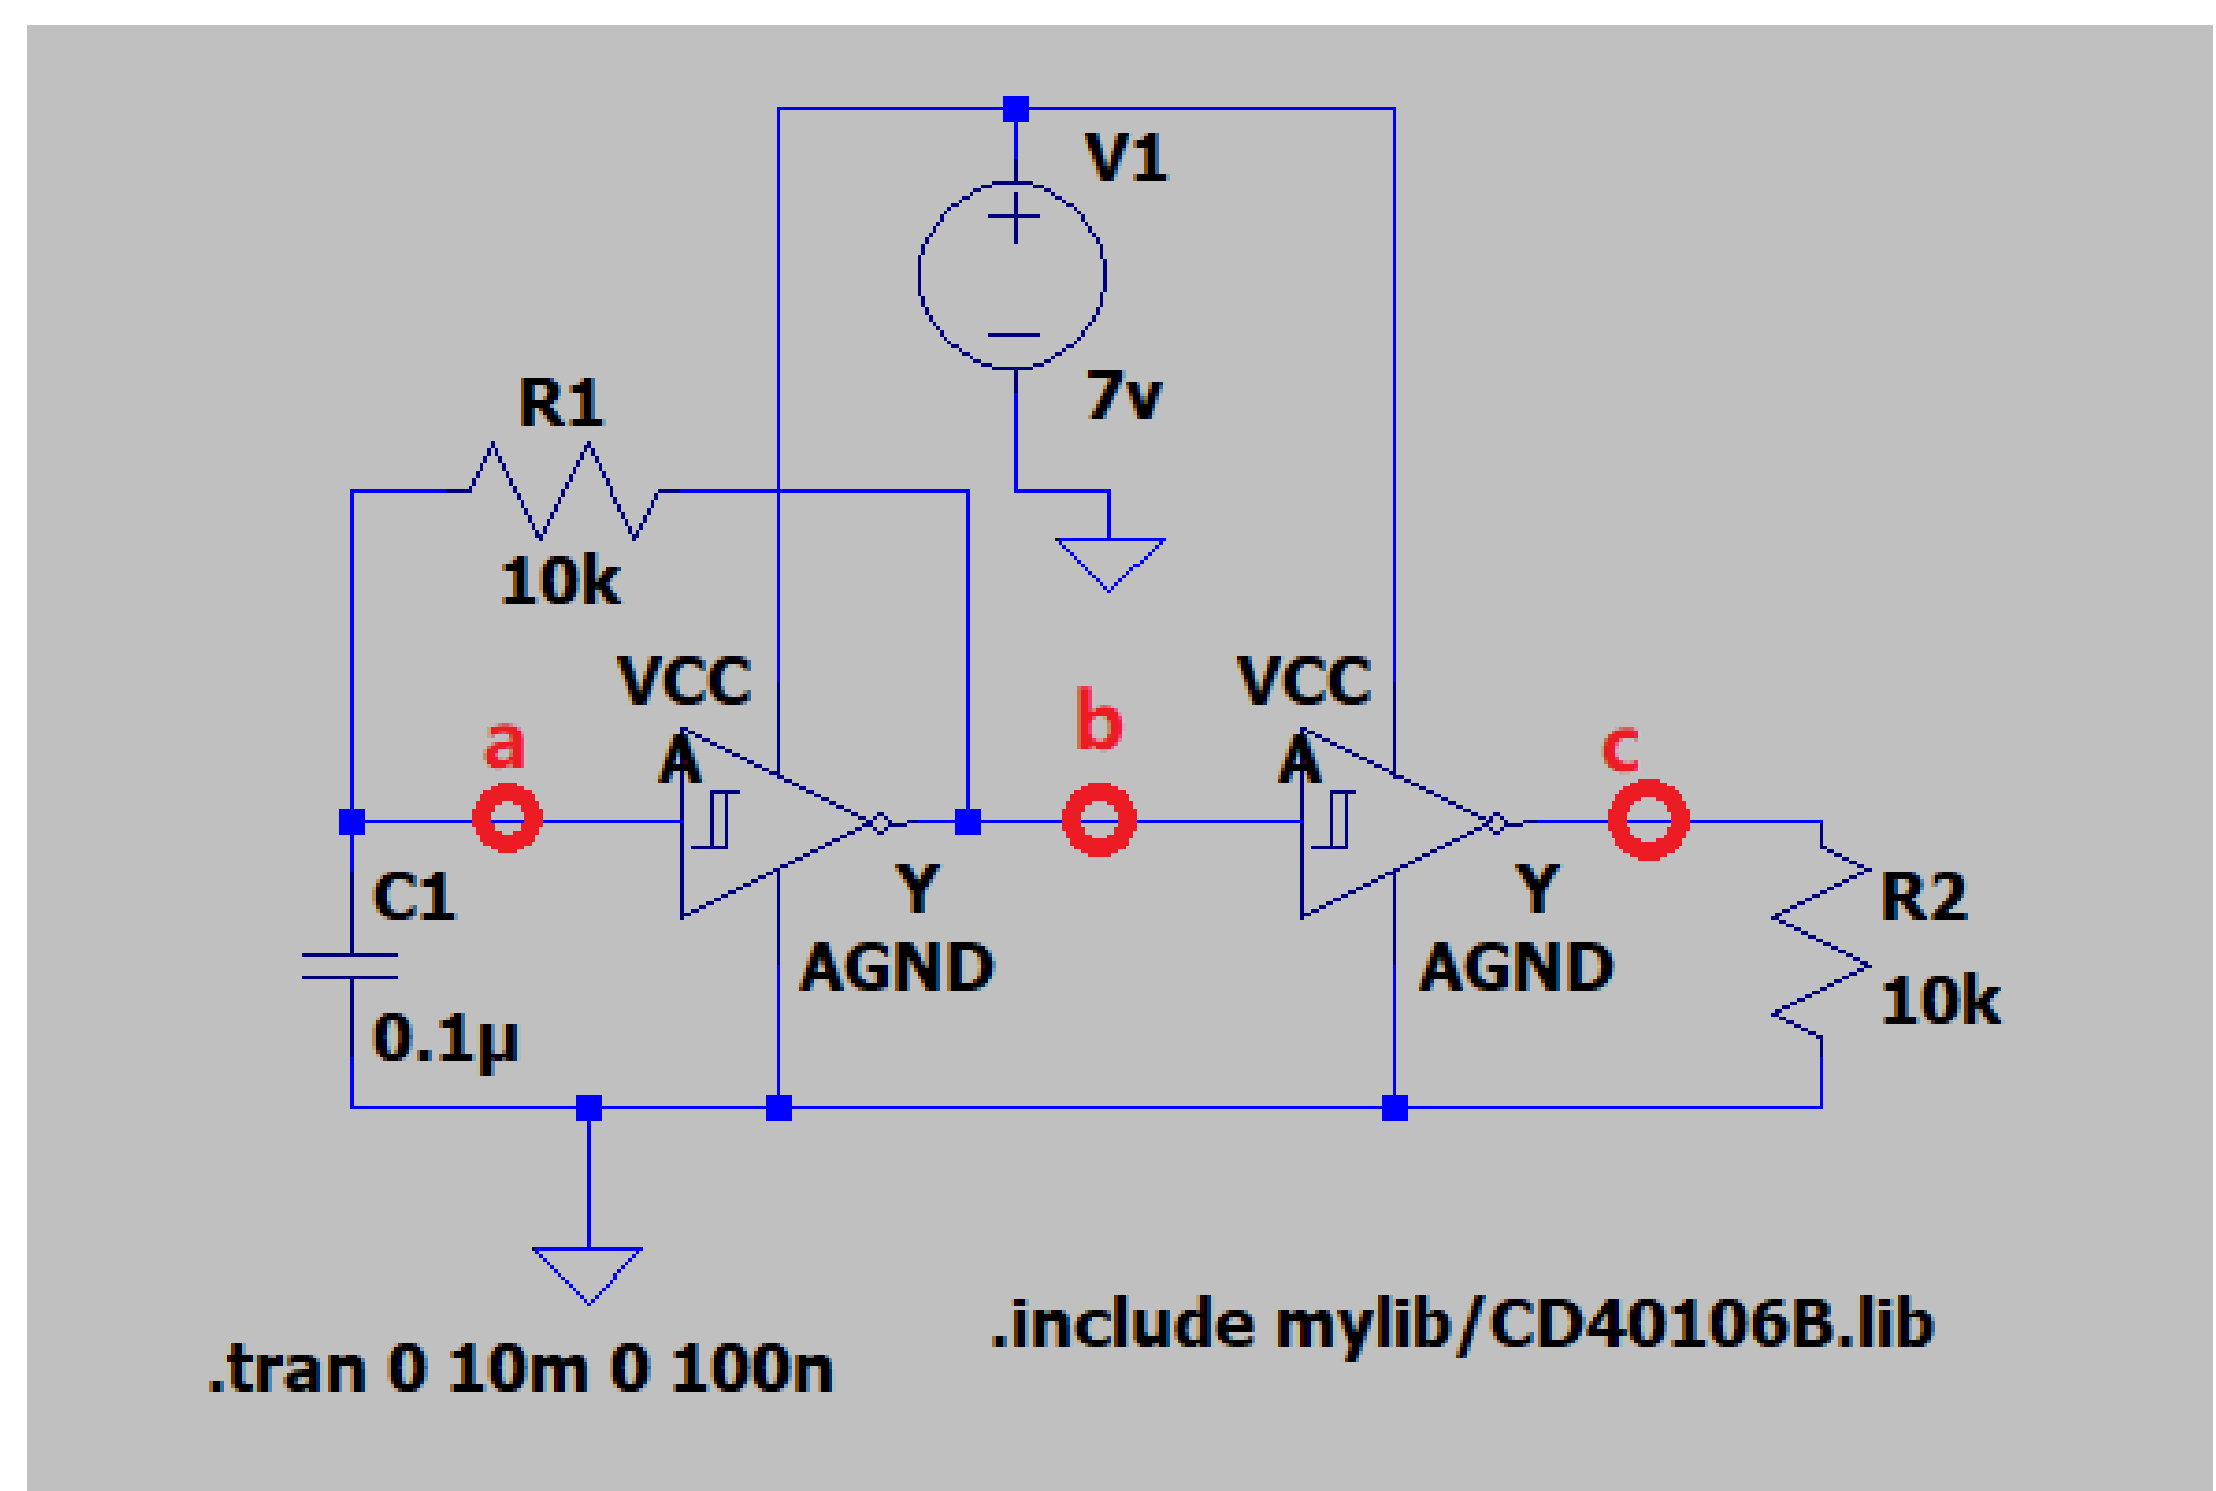 V1
7v
R1
10k
VCC
A
a
b
VCC
A
c
C1
0.1µ
Y
AGND
Y
AGND
R2
10k
.tran 0 10m 0 100n
.include mylib/CD40106B.lib